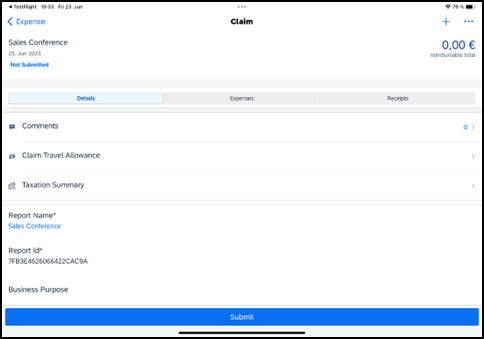 TestFlight 19:33 Fri 23. Jun
79 %
Expense
Claim
Sales Conference
0,00 €
23. Jun 2023
reimbursable total
Not Submitted
Details
Expenses
Receipts
Comments
0
Claim Travel Allowance
Taxation Summary
Report Name*
Sales Conference
Report Id*
7FB3E4626066422CAC9A
Business Purpose
Submit